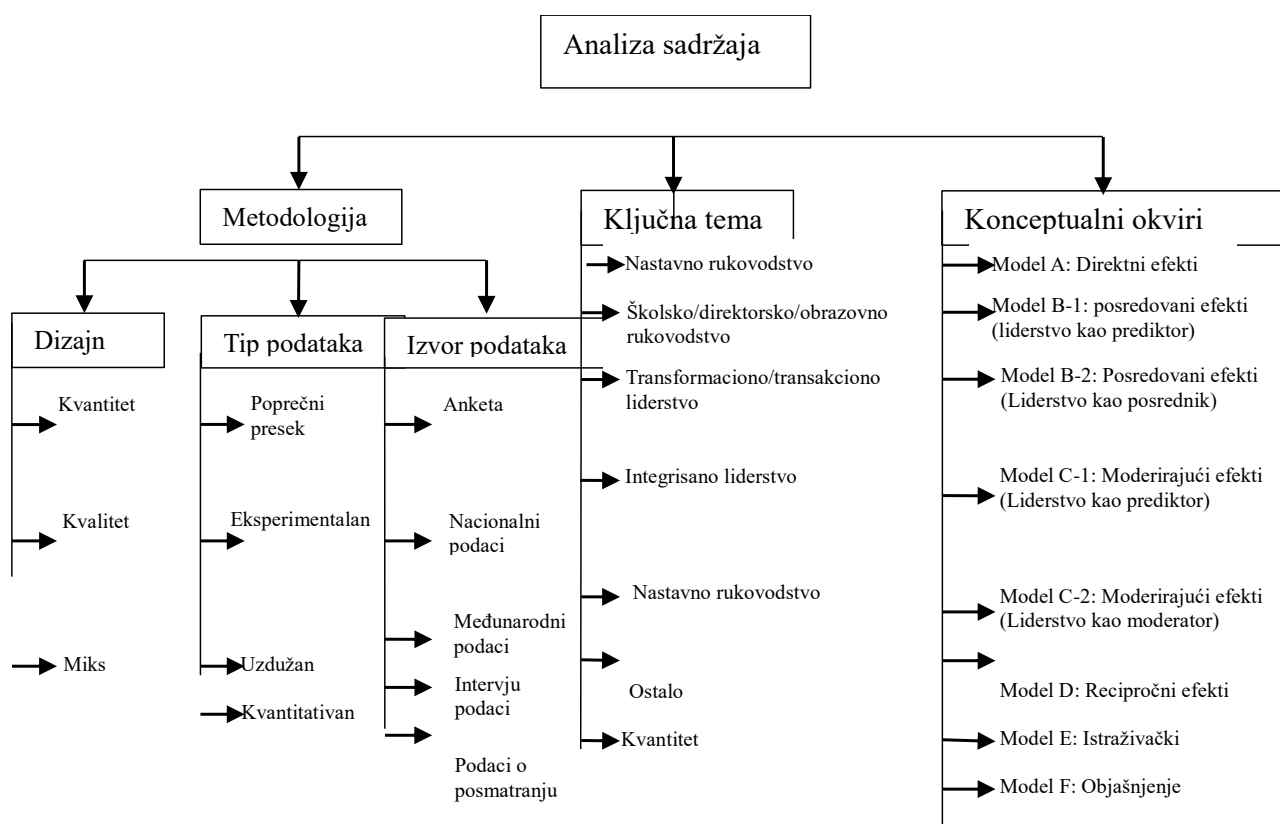 Analiza sadržaja
Metodologija
Ključna tema
Konceptualni okviri
Dizajn
Kvantitet
Kvalitet
Miks
Tip podataka
Poprečni
presek
Eksperimentalan
Uzdužan
Kvantitativan
Izvor podataka
Anketa
Nacionalni
podaci
Međunarodni
podaci
Intervju
podaci
Podaci o
posmatranju
Nastavno rukovodstvo
Školsko/direktorsko/obrazovno
rukovodstvo
Transformaciono/transakciono
liderstvo
Integrisano liderstvo
Nastavno rukovodstvo
Ostalo
Kvantitet
Model A: Direktni efekti
Model B-1: posredovani efekti
(liderstvo kao prediktor)
Model B-2: Posredovani efekti
(Liderstvo kao posrednik)
Model C-1: Moderirajući efekti
(Liderstvo kao prediktor)
Model C-2: Moderirajući efekti
(Liderstvo kao moderator)
Model D: Recipročni efekti
Model E: Istraživački
Model F: Objašnjenje